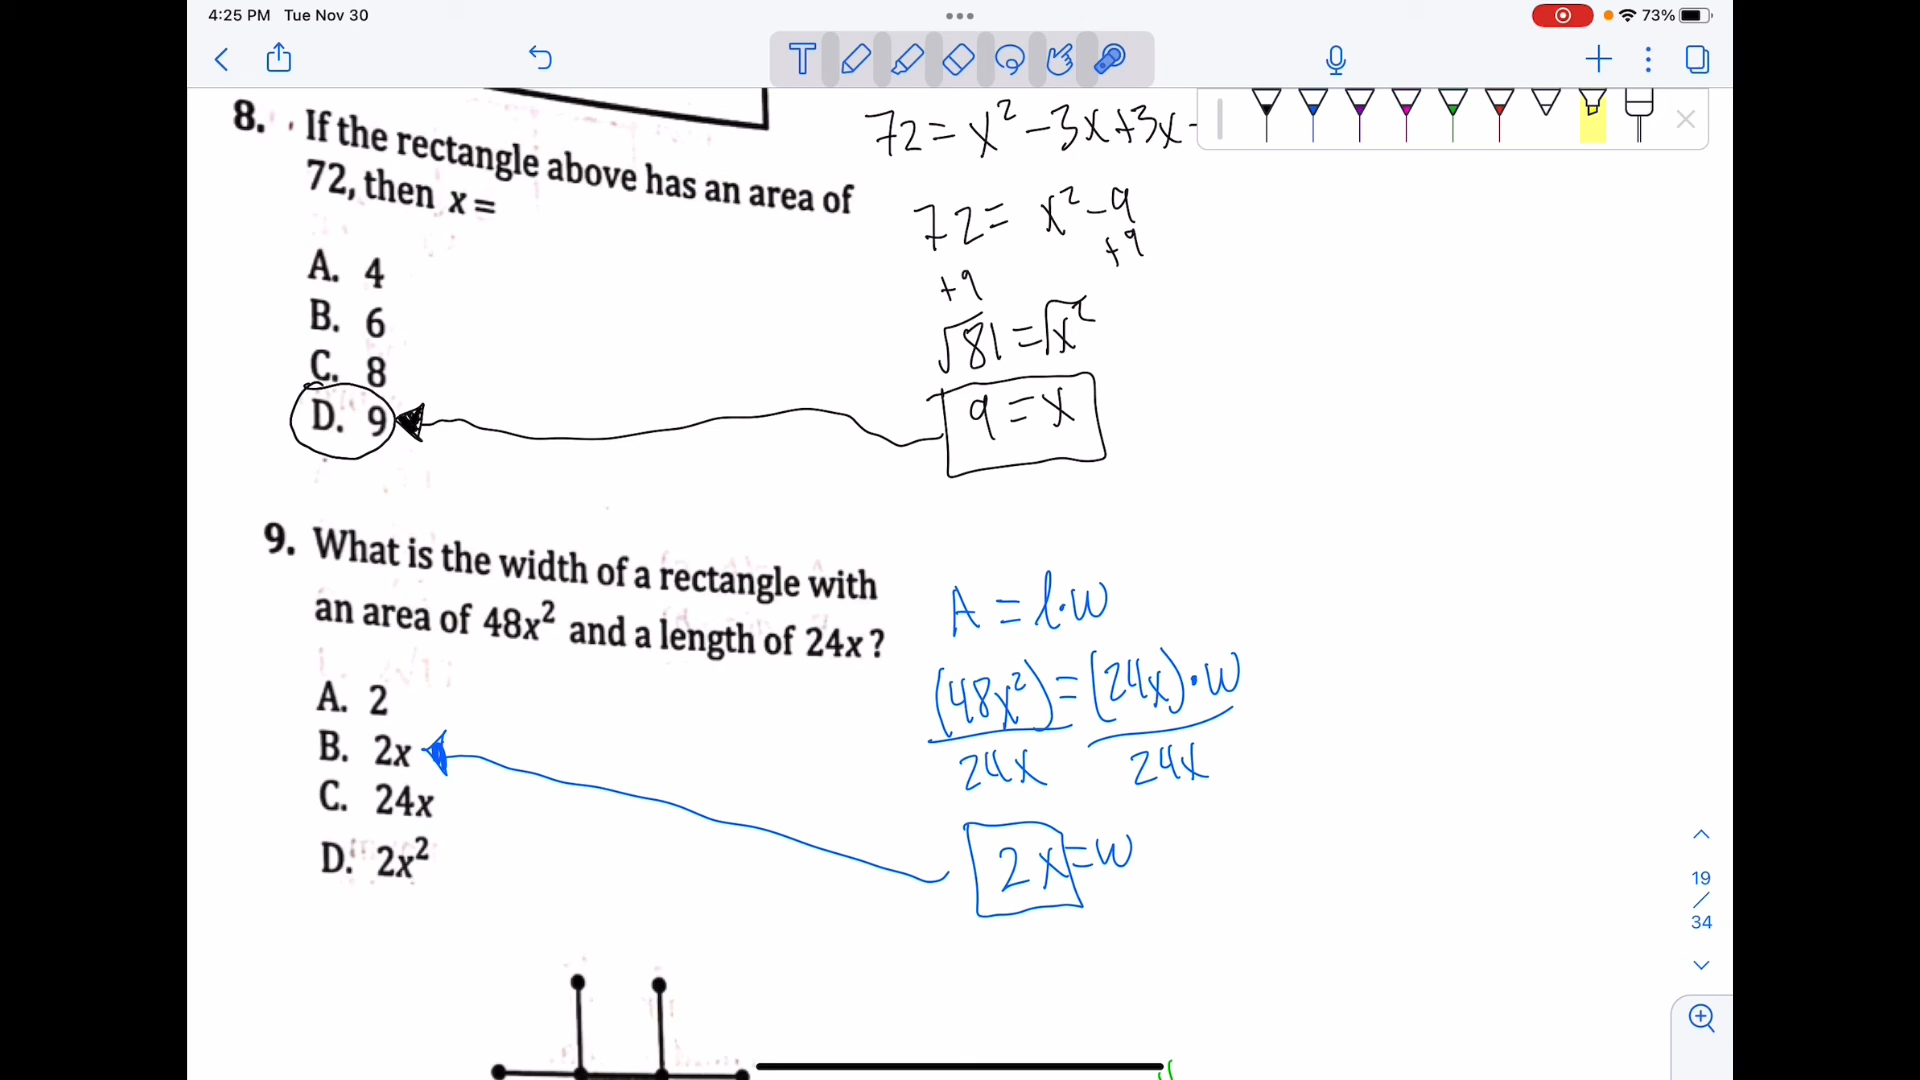 4:25 PM Tue Nov 30
73%
T
8. If the rectangle above has an area of
72, then x =
A. 4
B. 6
C. 8
D. 9
72 = x² - 3x + 3x -
72 = x² - 9
+9
+9
√81 = √x²
9 = x
9. What is the width of a rectangle with
an area of 48x² and a length of 24x?
A. 2
B. 2x
C. 24x
D. 2x²
A = l · w
(48x²) = (24x) · w
24x 24x
2x = w
19
/
34